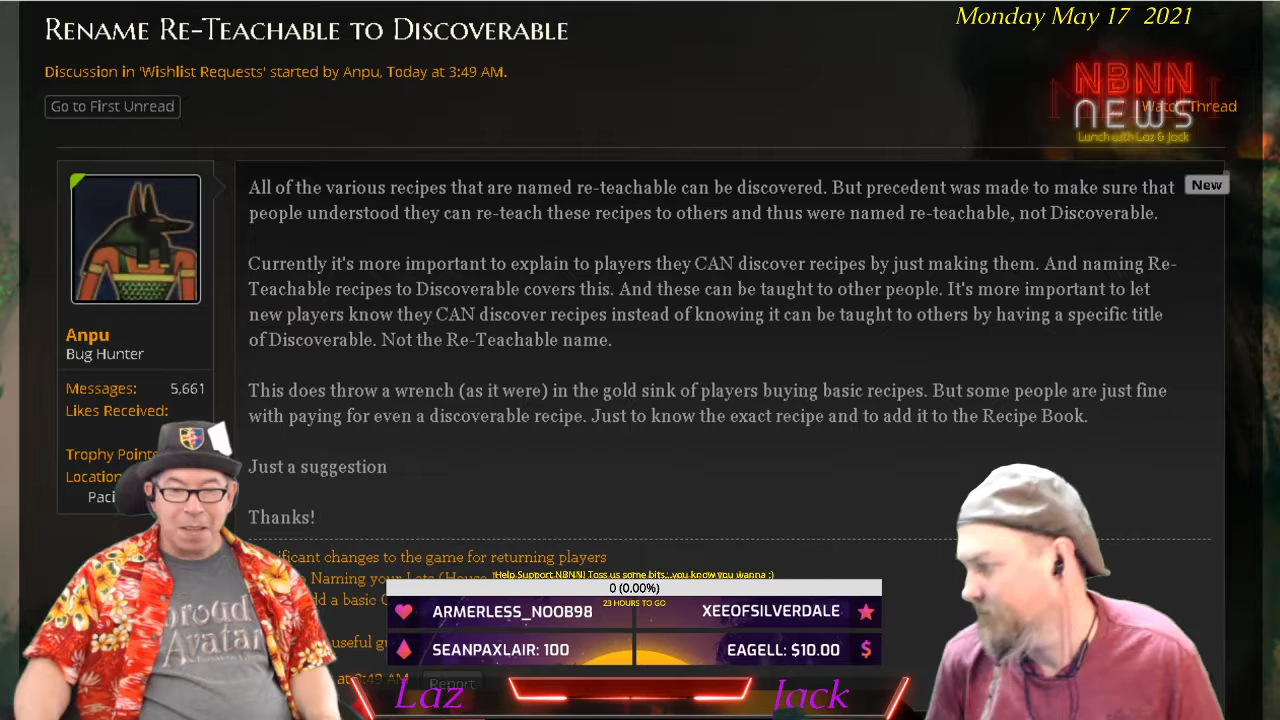 Rename Re-Teachable to Discoverable
Monday May 17 2021
Discussion in 'Wishlist Requests' started by Anpu, Today at 3:49 AM.
Go to First Unread
NBNN
NEWS
Lunch with Laz & Jack
Watch Thread
New
All of the various recipes that are named re-teachable can be discovered. But precedent was made to make sure that
people understood they can re-teach these recipes to others and thus were named re-teachable, not Discoverable.
Currently it's more important to explain to players they CAN discover recipes by just making them. And naming Re-
Teachable recipes to Discoverable covers this. And these can be taught to other people. It's more important to let
new players know they CAN discover recipes instead of knowing it can be taught to others by having a specific title
of Discoverable. Not the Re-Teachable name.
This does throw a wrench (as it were) in the gold sink of players buying basic recipes. But some people are just fine
with paying for even a discoverable recipe. Just to know the exact recipe and to add it to the Recipe Book.
Just a suggestion
Thanks!
Anpu
Bug Hunter
Messages: 5,661
Likes Received:
Trophy Points
Location
Paci
ificant changes to the game for returning players
Naming your Lots (House
dd a basic
useful gu
at 3:49 AM
Report
Help Support NBNN! Toss us some bits...you know you wanna :)
0 (0.00%)
23 HOURS TO GO
ARMERLESS_NOOB98
XEEOFSILVERDALE
SEANPAXLAIR: 100
EAGELL: $10.00
$
Shroud
Avatar
Laz
Jack